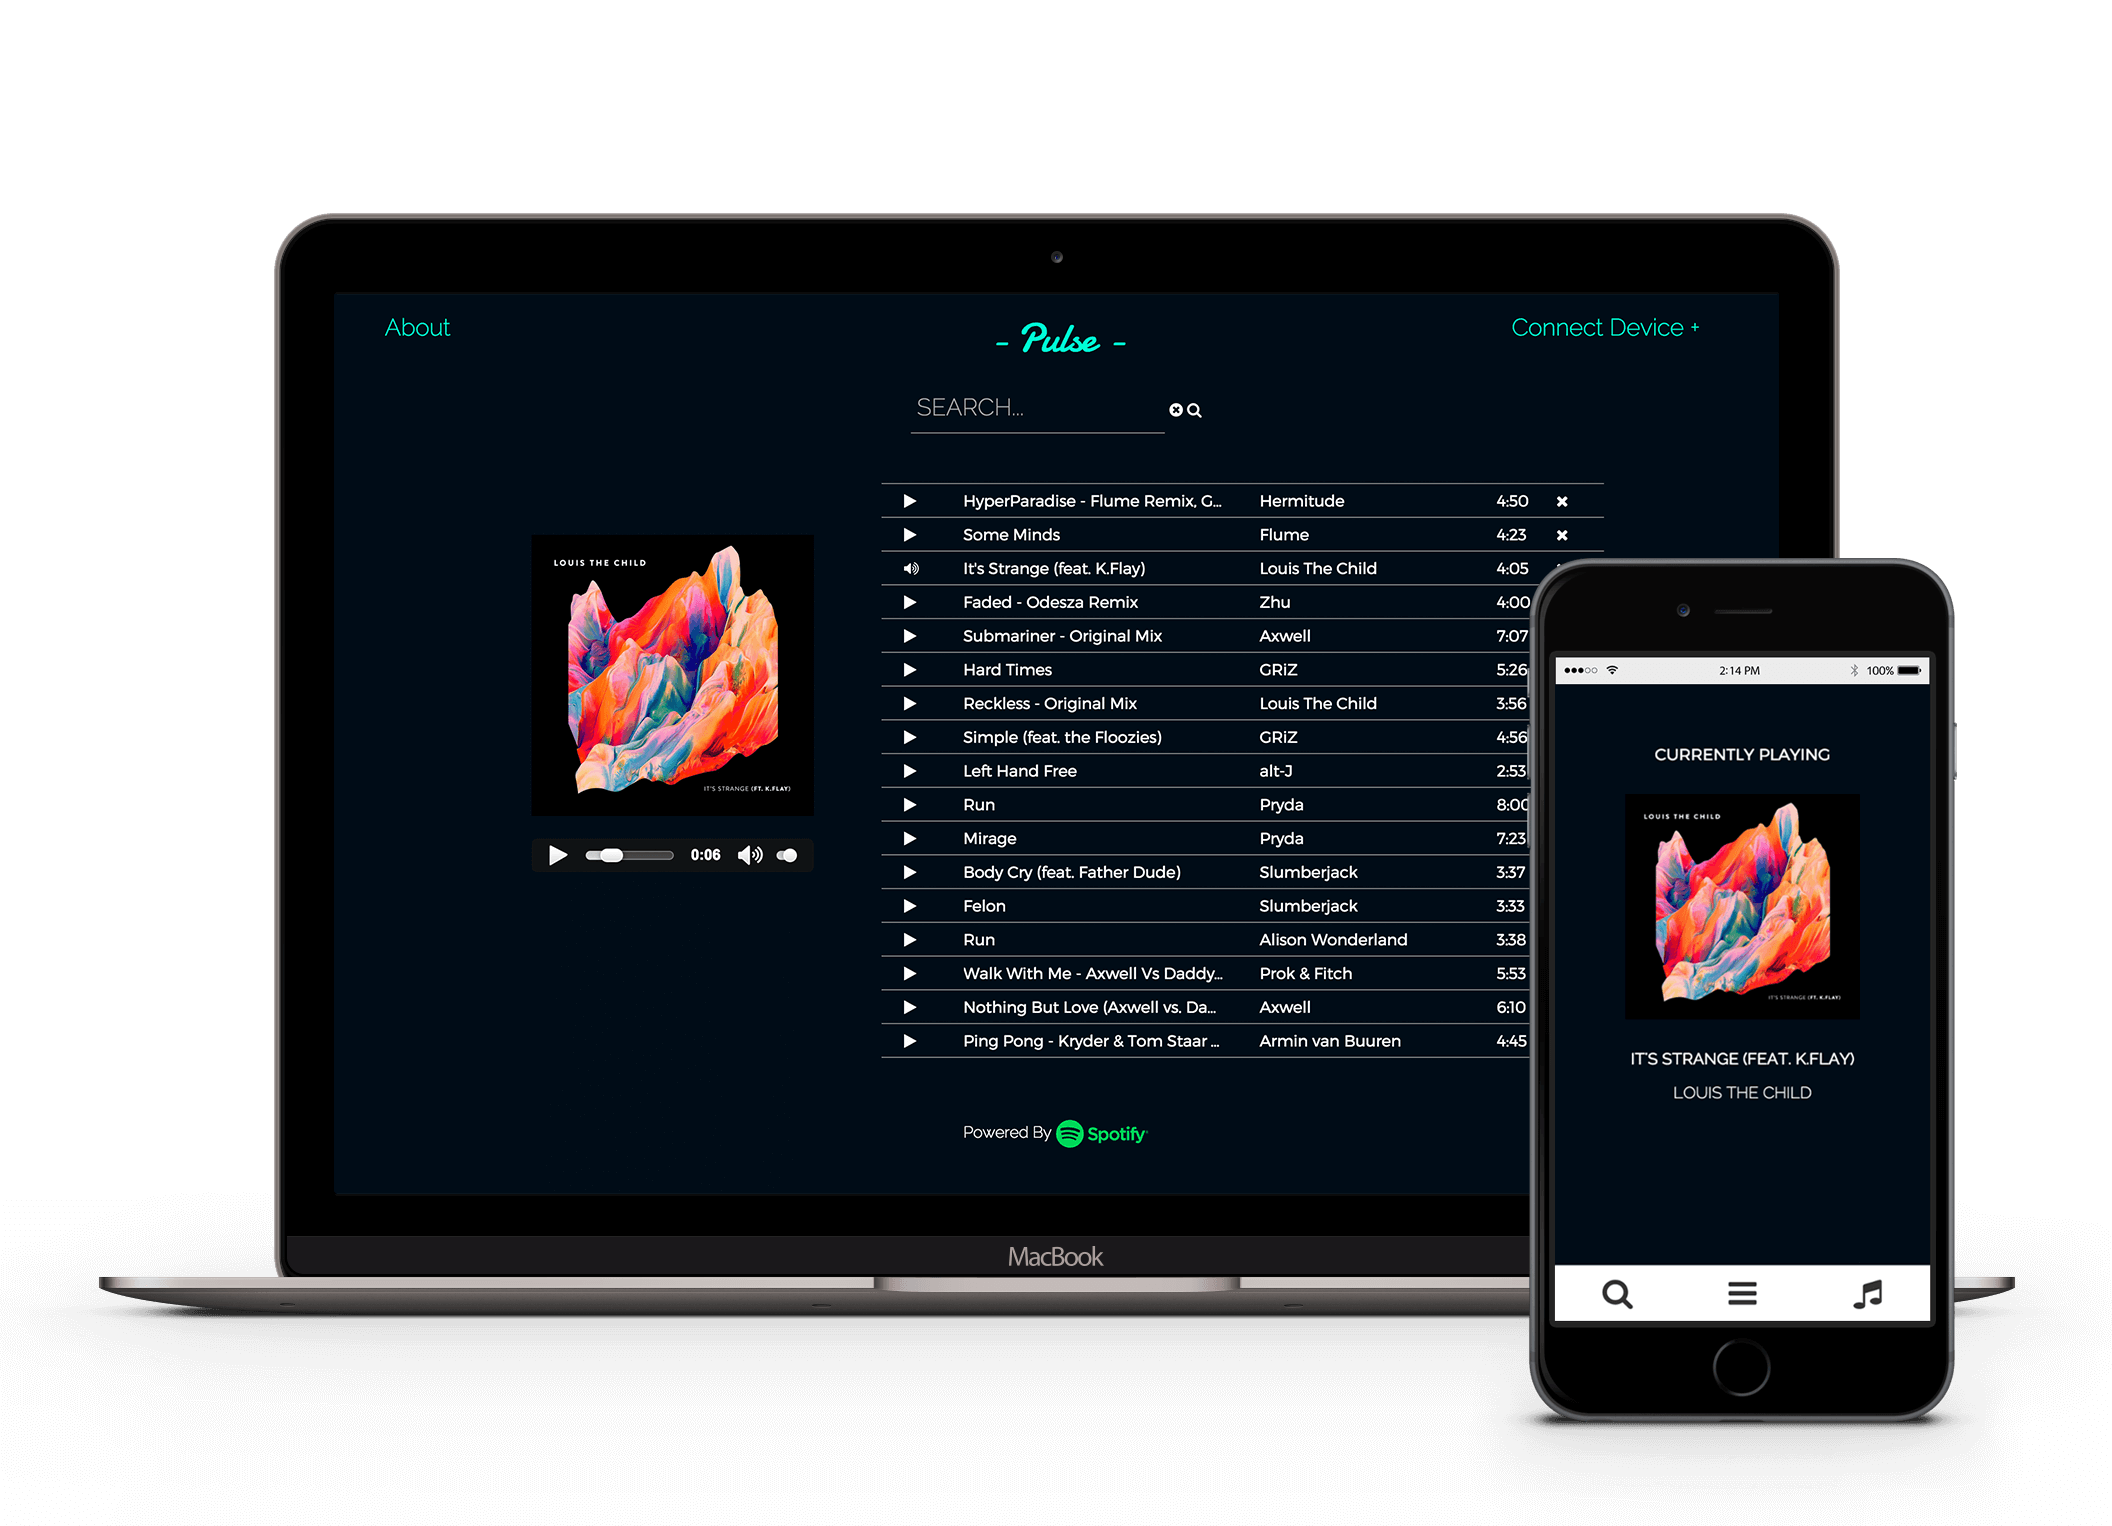 About
- Pulse -
Connect Device +
SEARCH...
HyperParadise - Flume Remix, G... Hermitude 4:50
Some Minds Flume 4:23
It's Strange (feat. K.Flay) Louis The Child 4:05
Faded - Odesza Remix Zhu 4:00
Submariner - Original Mix Axwell 7:07
Hard Times GRiZ 5:26
Reckless - Original Mix Louis The Child 3:56
Simple (feat. the Floozies) GRiZ 4:56
Left Hand Free alt-J 2:53
Run Pryda 8:00
Mirage Pryda 7:23
Body Cry (feat. Father Dude) Slumberjack 3:37
Felon Slumberjack 3:33
Run Alison Wonderland 3:38
Walk With Me - Axwell Vs Daddy... Prok & Fitch 5:53
Nothing But Love (Axwell vs. Da... Axwell 6:10
Ping Pong - Kryder & Tom Staar ... Armin van Buuren 4:45
LOUIS THE CHILD
IT'S STRANGE (FT. K.FLAY)
0:06
Powered By Spotify
MacBook
2:14 PM 100%
CURRENTLY PLAYING
LOUIS THE CHILD
IT'S STRANGE (FT. K.FLAY)
IT'S STRANGE (FEAT. K.FLAY)
LOUIS THE CHILD